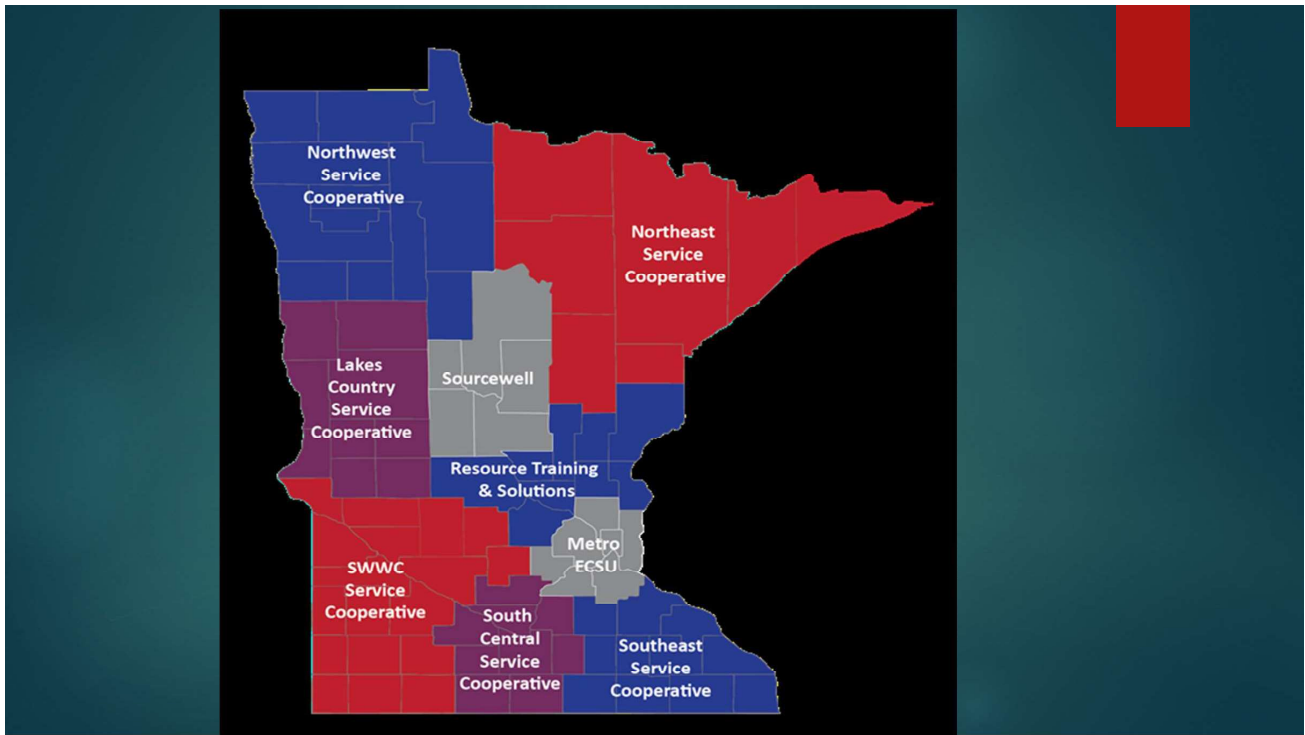 Northwest
Service
Cooperative
Northeast
Service
Cooperative
Lakes
Country
Service
Cooperative
Sourcewell
Resource Training
& Solutions
Metro
ECSU
SWWC
Service
Cooperative
South
Central
Service
Cooperative
Southeast
Service
Cooperative